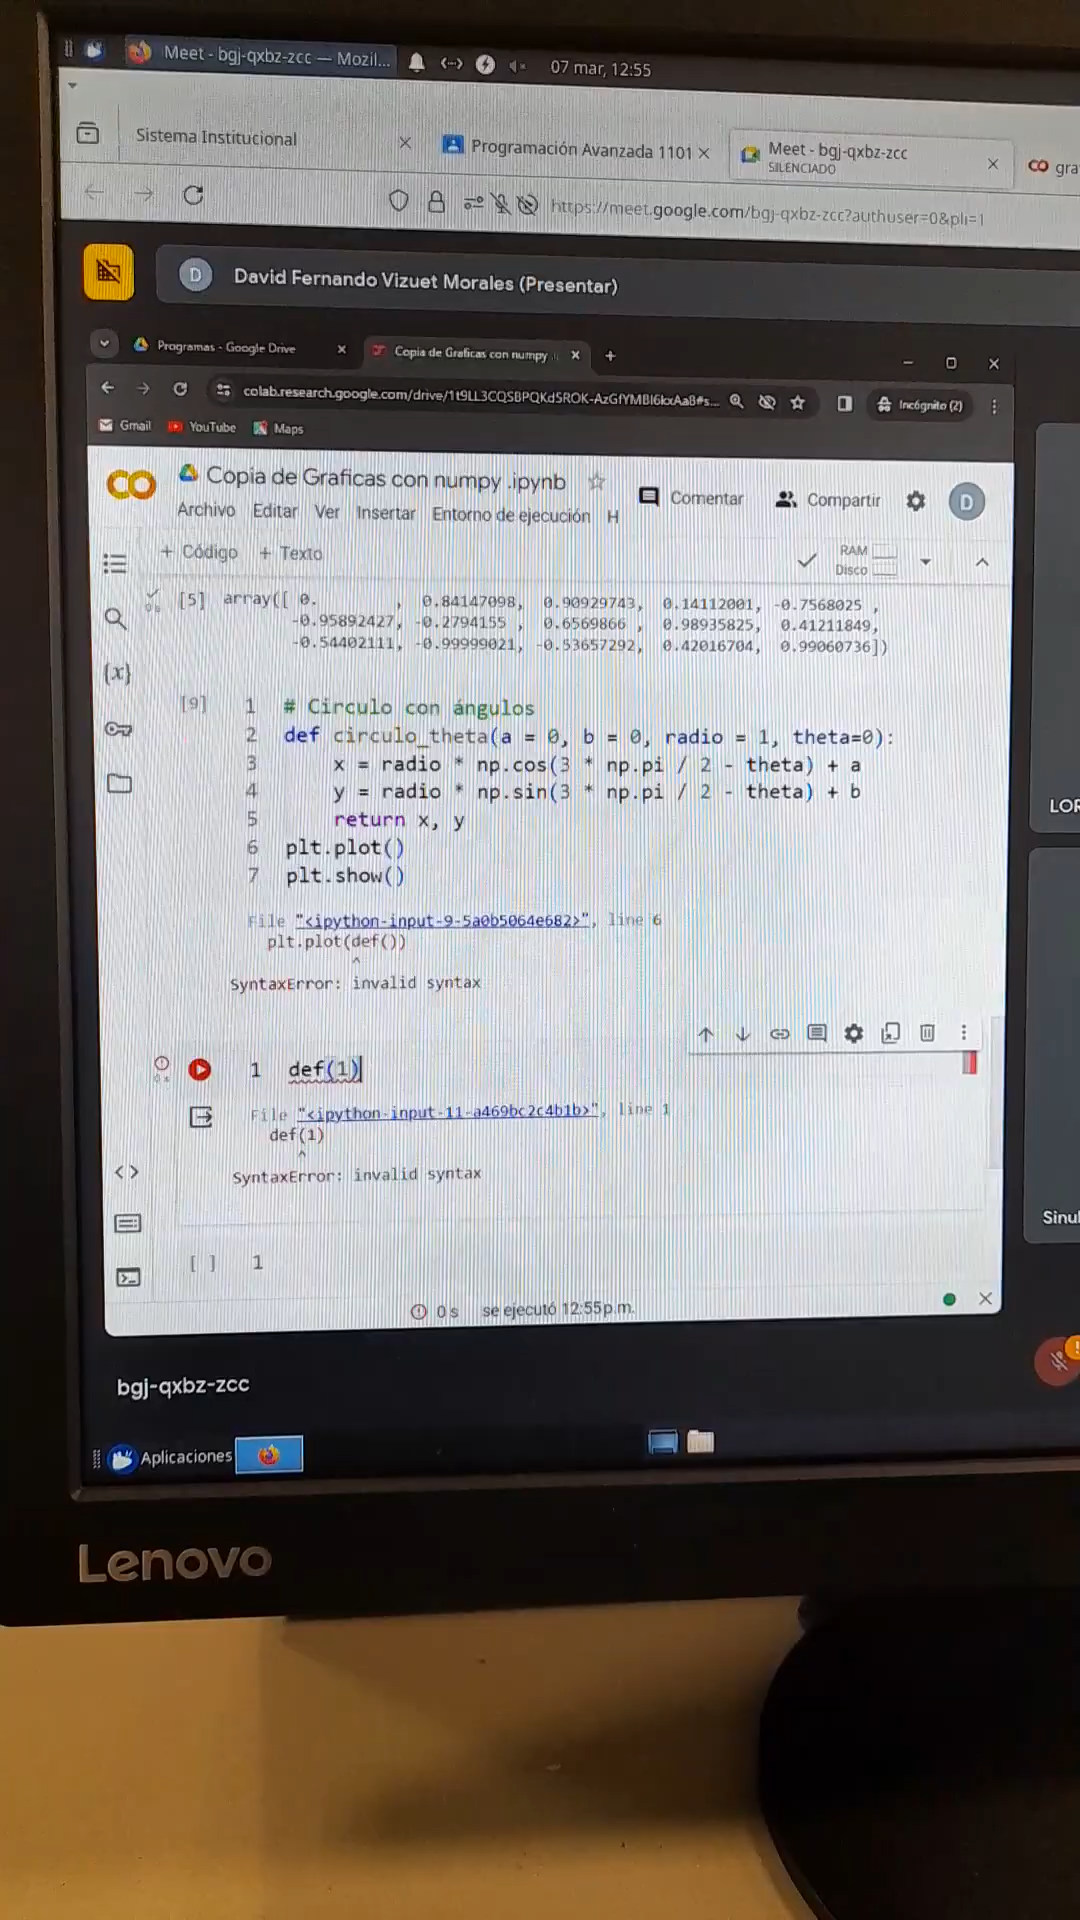 Meet - bgj-qxbz-zcc — Mozil...
07 mar, 12:55
Sistema Institucional
Programación Avanzada 1101
Meet - bgj-qxbz-zcc
SILENCIADO
gra
https://meet.google.com/bgj-qxbz-zcc?authuser=0&pli=1
D
David Fernando Vizuet Morales (Presentar)
Programas - Google Drive
Copia de Graficas con numpy
Incógnito (2)
Gmail
YouTube
Maps
Copia de Graficas con numpy .ipynb
Comentar
Compartir
D
Archivo Editar Ver Insertar Entorno de ejecución H
+ Código + Texto
RAM
Disco
[5] array([ 0. , 0.84147098, 0.90929743, 0.14112001, -0.7568025 ,
-0.95892427, -0.2794155 , 0.6569866 , 0.98935825, 0.41211849,
-0.54402111, -0.99999021, -0.53657292, 0.42016704, 0.99060736])
[9] 1 # Circulo con ángulos
2 def circulo_theta(a = 0, b = 0, radio = 1, theta=0):
3 x = radio * np.cos(3 * np.pi / 2 - theta) + a
4 y = radio * np.sin(3 * np.pi / 2 - theta) + b
5 return x, y
6 plt.plot()
7 plt.show()
File "<ipython-input-9-5a0b5064e682>", line 6
plt.plot(def())
^
SyntaxError: invalid syntax
1 def(1)
File "<ipython-input-11-a469bc2c4b1b>", line 1
def(1)
^
SyntaxError: invalid syntax
[ ] 1
0 s se ejecutó 12:55p.m.
LOR
Sinul
bgj-qxbz-zcc
Aplicaciones
Lenovo